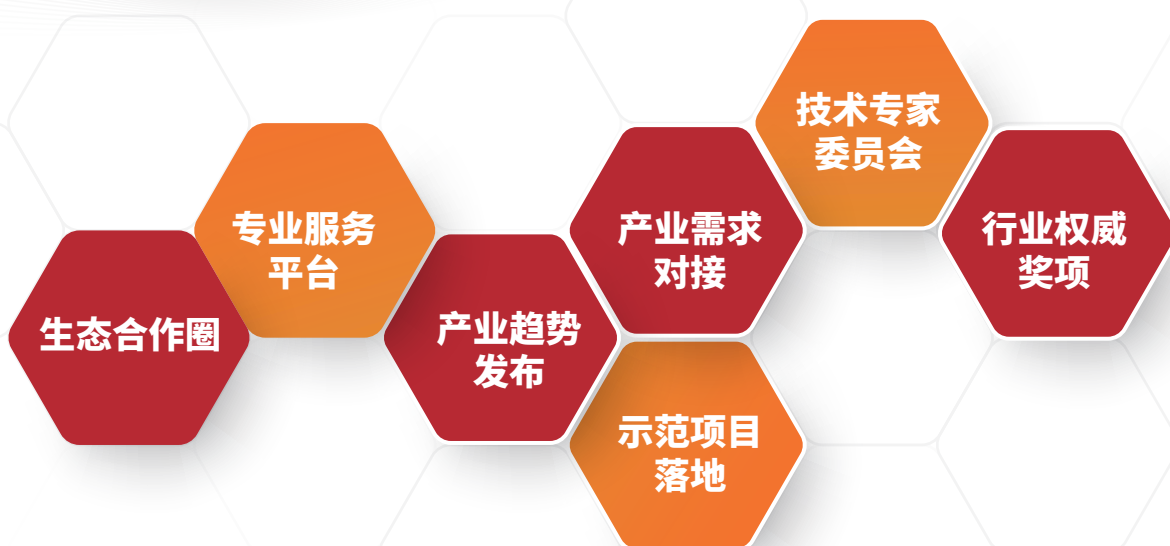 生态合作圈
专业服务
平台
产业趋势
发布
产业需求
对接
示范项目
落地
技术专家
委员会
行业权威
奖项